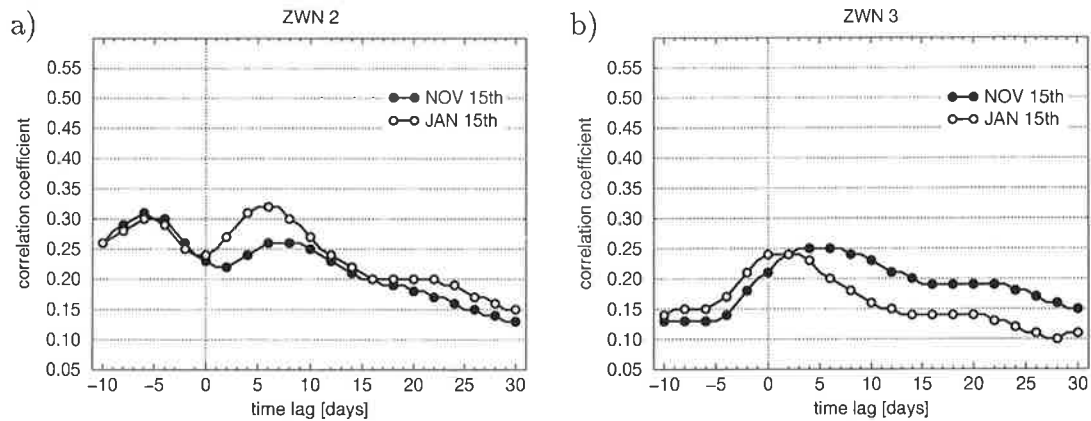 a)
ZWN 2
0.55
0.50
0.45
0.40
0.35
0.30
0.25
0.20
0.15
0.10
0.05
correlation coefficient
NOV 15th
JAN 15th
−10 −5 0 5 10 15 20 25 30
time lag [days]
b)
ZWN 3
0.55
0.50
0.45
0.40
0.35
0.30
0.25
0.20
0.15
0.10
0.05
correlation coefficient
NOV 15th
JAN 15th
−10 −5 0 5 10 15 20 25 30
time lag [days]